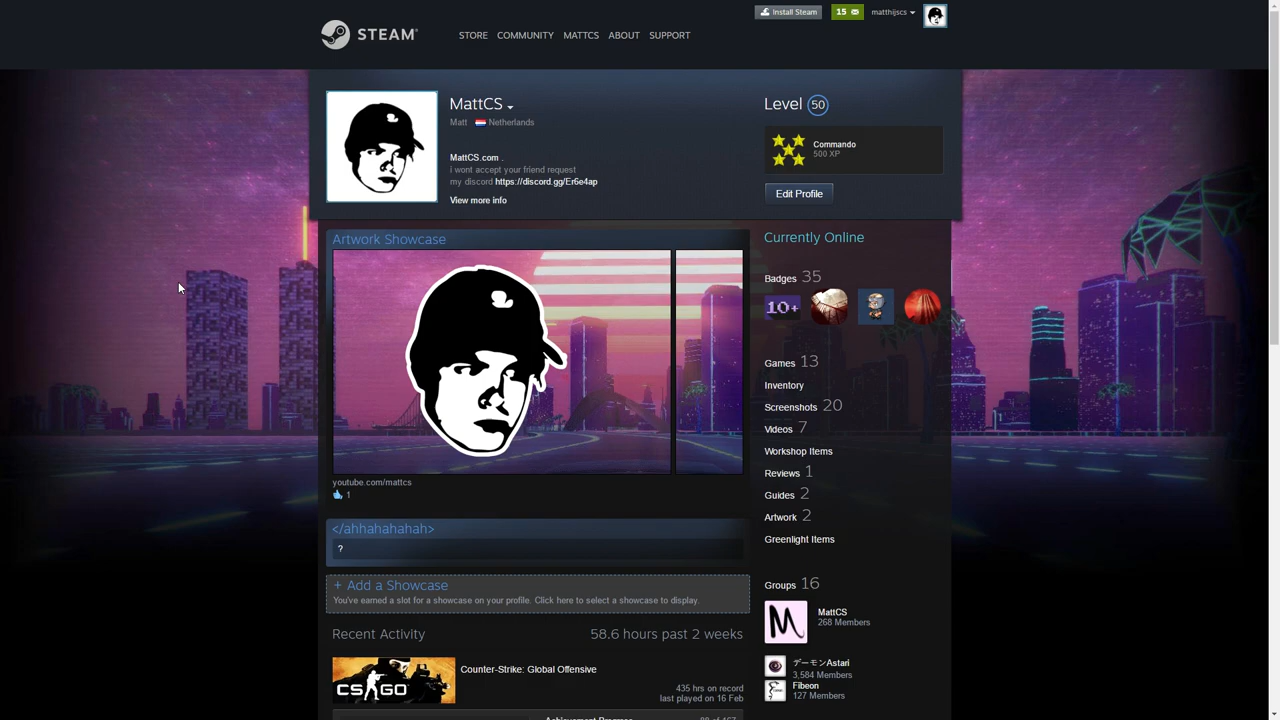 Install Steam
15
matthijscs
STEAM®
STORE COMMUNITY MATTCS ABOUT SUPPORT
MattCS
Matt Netherlands
MattCS.com .
i wont accept your friend request
my discord https://discord.gg/Er6e4ap
View more info
Level 50
Commando
500 XP
Edit Profile
Artwork Showcase
youtube.com/mattcs
1
</ahhahahahah>
?
+ Add a Showcase
You've earned a slot for a showcase on your profile. Click here to select a showcase to display.
Recent Activity 58.6 hours past 2 weeks
CS GO
Counter-Strike: Global Offensive
435 hrs on record
last played on 16 Feb
Currently Online
Badges 35
10+
Games 13
Inventory
Screenshots 20
Videos 7
Workshop Items
Reviews 1
Guides 2
Artwork 2
Greenlight Items
Groups 16
M
MattCS
268 Members
デーモンAstari
3,584 Members
Fibeon
127 Members